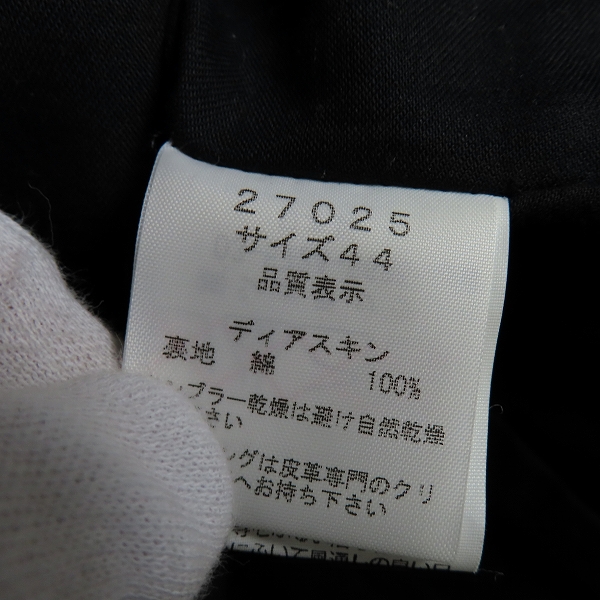 27025
サイズ44
品質表示
ディアスキン
裏地 綿 100%
ンブラー乾燥は避け自然乾燥
さい
ングは皮革専門のクリ
へお持ち下さい